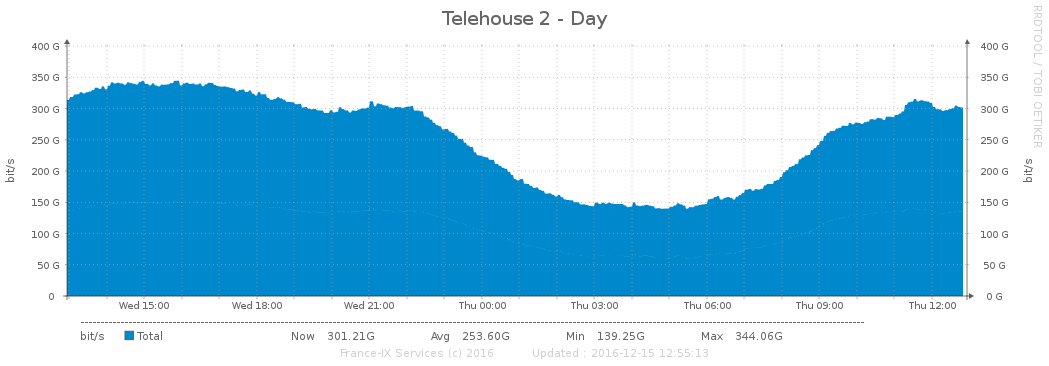 Telehouse 2 - Day
RRDTOOL / TOBI OETIKER
bit/s
400 G
350 G
300 G
250 G
200 G
150 G
100 G
50 G
0
400 G
350 G
300 G
250 G
200 G
150 G
100 G
50 G
0 G
bit/s
Wed 15:00 Wed 18:00 Wed 21:00 Thu 00:00 Thu 03:00 Thu 06:00 Thu 09:00 Thu 12:00
bit/s Total Now 301.21G Avg 253.60G Min 139.25G Max 344.06G
France-IX Services (c) 2016 Updated : 2016-12-15 12:55:13